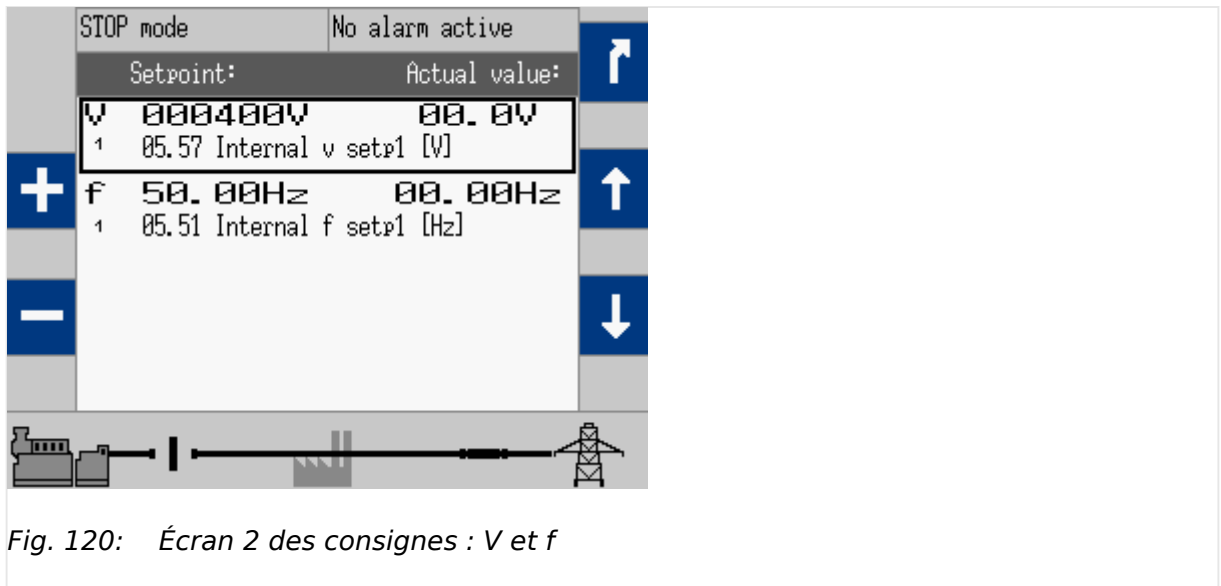 STOP mode No alarm active
Setpoint: Actual value:
V 000400V 00.0V
1 05.57 Internal v setp1 [V]
f 50.00Hz 00.00Hz
1 05.51 Internal f setp1 [Hz]
Fig. 120: Écran 2 des consignes : V et f